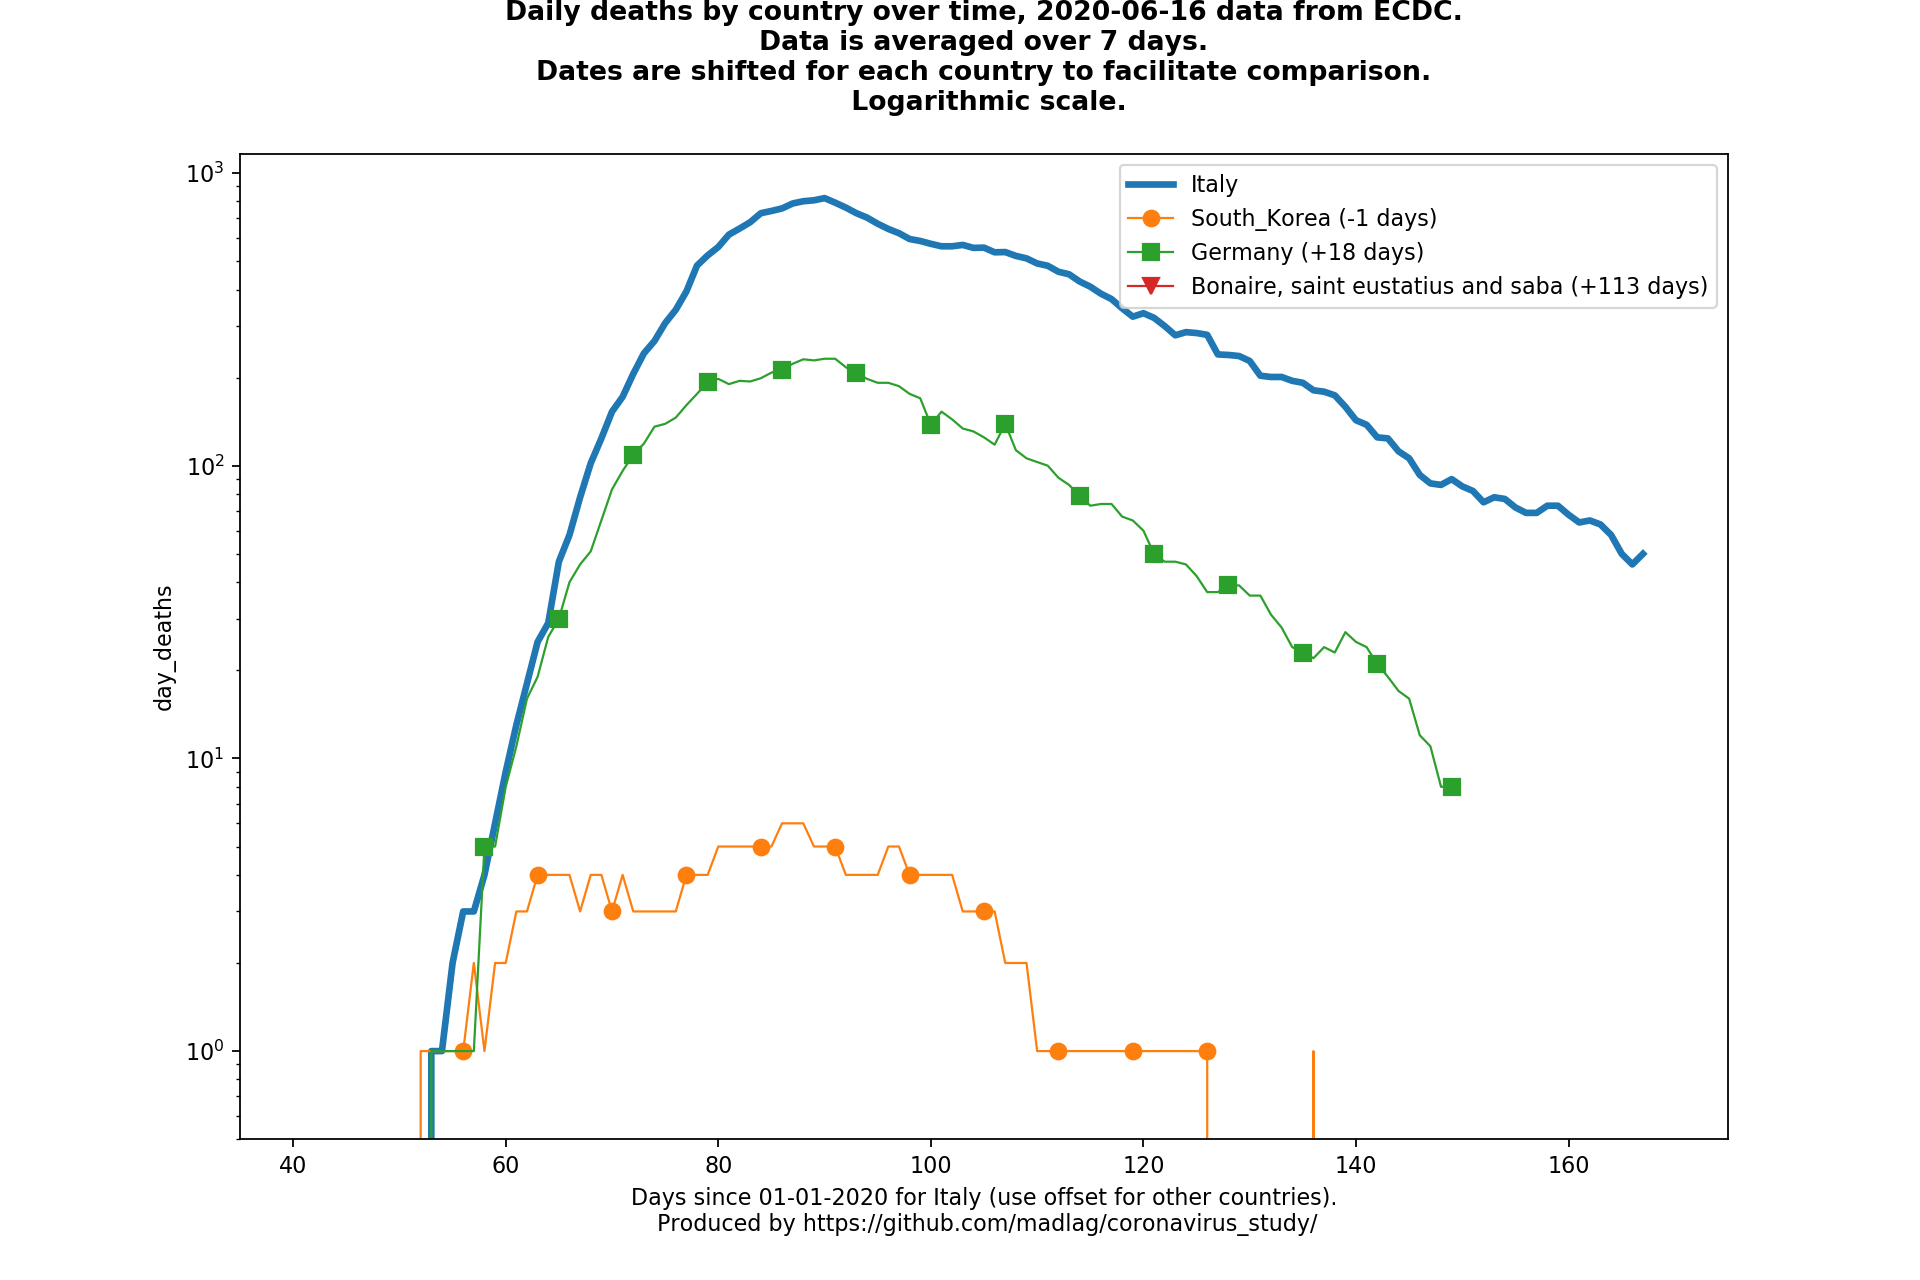 Daily deaths by country over time, 2020-06-16 data from ECDC.
Data is averaged over 7 days.
Dates are shifted for each country to facilitate comparison.
Logarithmic scale.
10³
10²
10¹
10⁰
day_deaths
Italy
South_Korea (-1 days)
Germany (+18 days)
Bonaire, saint eustatius and saba (+113 days)
40 60 80 100 120 140 160
Days since 01-01-2020 for Italy (use offset for other countries).
Produced by https://github.com/madlag/coronavirus_study/